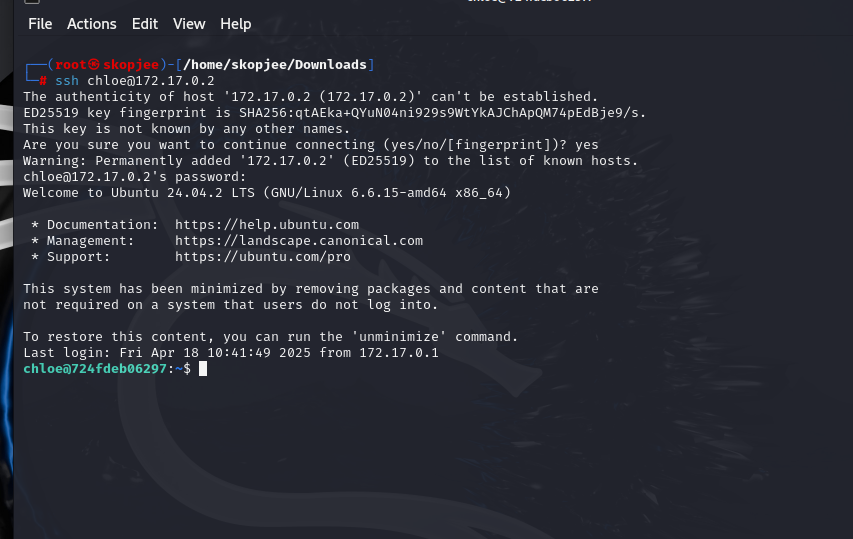 File Actions Edit View Help
┌──(root㉿skopjee)-[/home/skopjee/Downloads]
└─# ssh chloe@172.17.0.2
The authenticity of host '172.17.0.2 (172.17.0.2)' can't be established.
ED25519 key fingerprint is SHA256:qtAEka+QYuN04ni929s9WtYkAJChApQM74pEdBje9/s.
This key is not known by any other names.
Are you sure you want to continue connecting (yes/no/[fingerprint])? yes
Warning: Permanently added '172.17.0.2' (ED25519) to the list of known hosts.
chloe@172.17.0.2's password:
Welcome to Ubuntu 24.04.2 LTS (GNU/Linux 6.6.15-amd64 x86_64)
* Documentation:  https://help.ubuntu.com
* Management:     https://landscape.canonical.com
* Support:        https://ubuntu.com/pro
This system has been minimized by removing packages and content that are
not required on a system that users do not log into.
To restore this content, you can run the 'unminimize' command.
Last login: Fri Apr 18 10:41:49 2025 from 172.17.0.1
chloe@724fdeb06297:~$